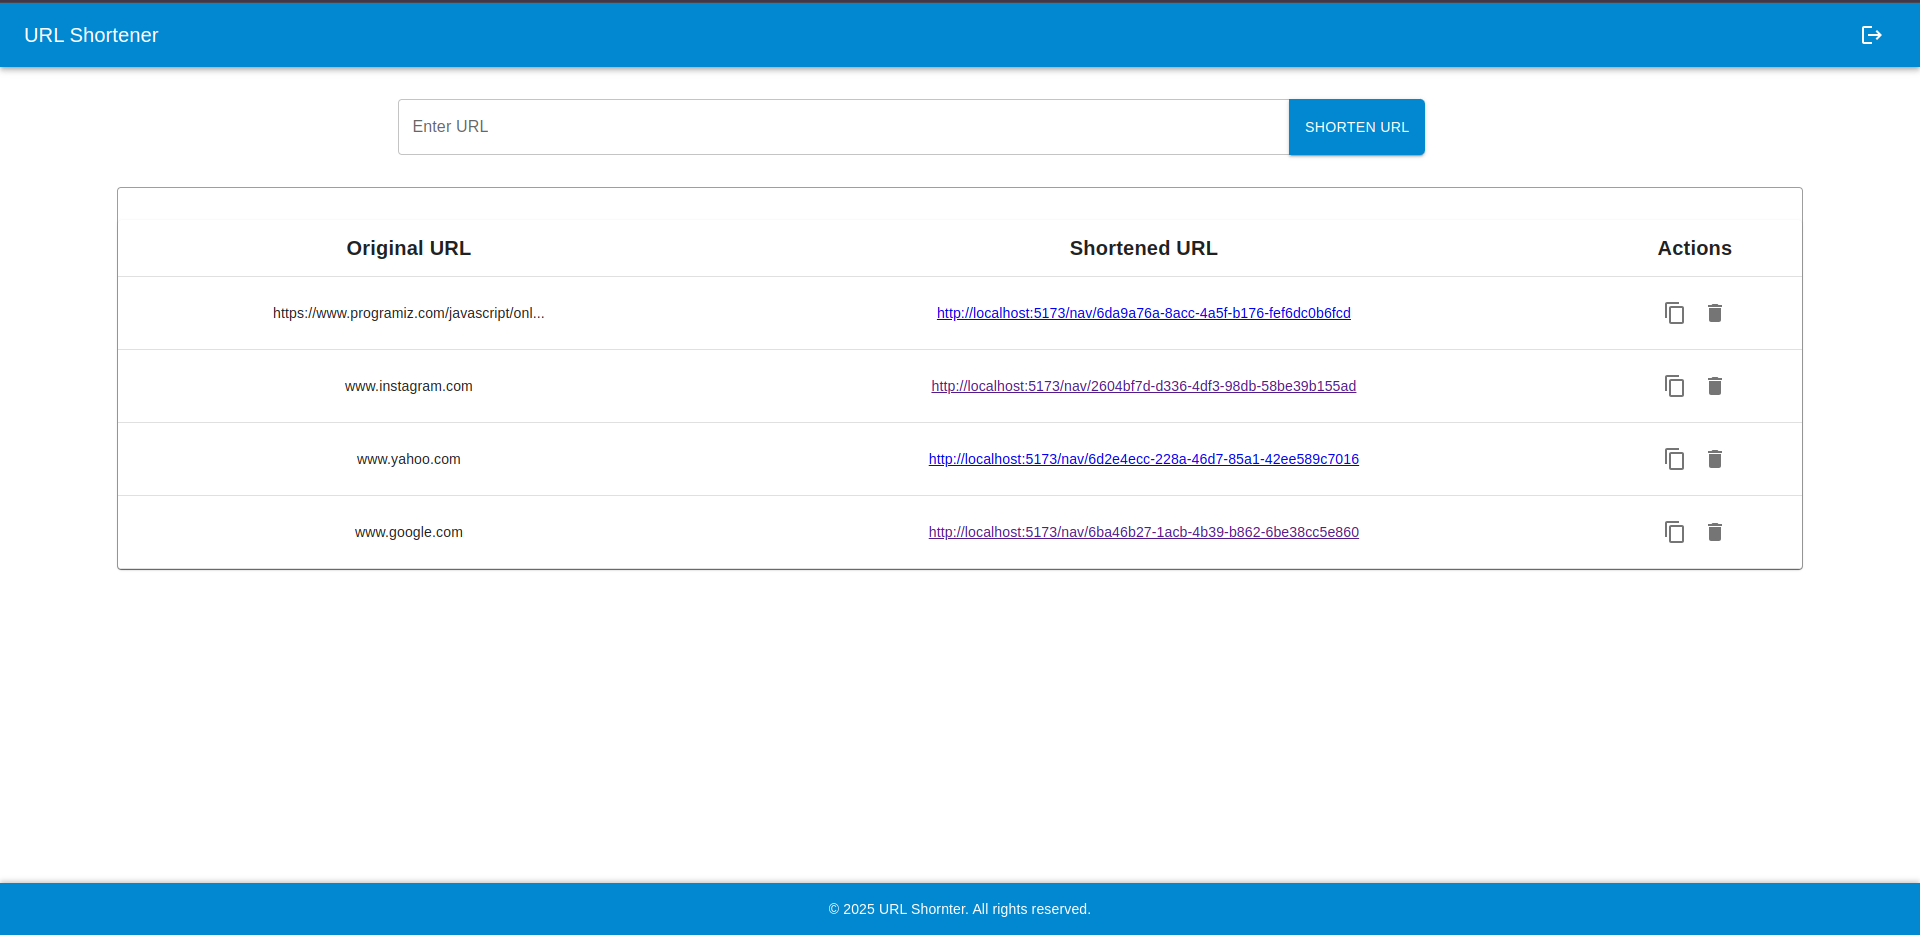 URL Shortener
Enter URL
SHORTEN URL
Original URL Shortened URL Actions
https://www.programiz.com/javascript/onl... http://localhost:5173/nav/6da9a76a-8acc-4a5f-b176-fef6dc0b6fcd
www.instagram.com http://localhost:5173/nav/2604bf7d-d336-4df3-98db-58be39b155ad
www.yahoo.com http://localhost:5173/nav/6d2e4ecc-228a-46d7-85a1-42ee589c7016
www.google.com http://localhost:5173/nav/6ba46b27-1acb-4b39-b862-6be38cc5e860
© 2025 URL Shornter. All rights reserved.